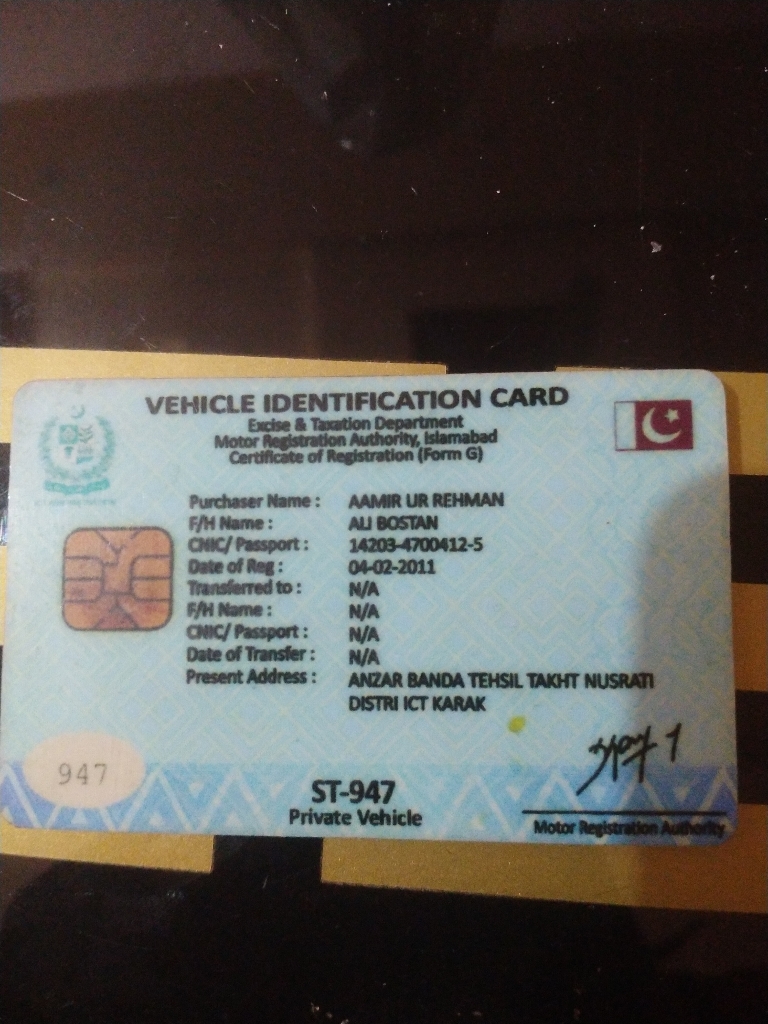 VEHICLE IDENTIFICATION CARD
Excise & Taxation Department
Motor Registration Authority, Islamabad
Certificate of Registration (Form G)
Purchaser Name : AAMIR UR REHMAN
F/H Name : ALI BOSTAN
CNIC/ Passport : 14203-4700412-5
Date of Reg : 04-02-2011
Transferred to : N/A
F/H Name : N/A
CNIC/ Passport : N/A
Date of Transfer : N/A
Present Address : ANZAR BANDA TEHSIL TAKHT NUSRATI
DISTRI ICT KARAK
947
ST-947
Private Vehicle
Motor Registration Authority